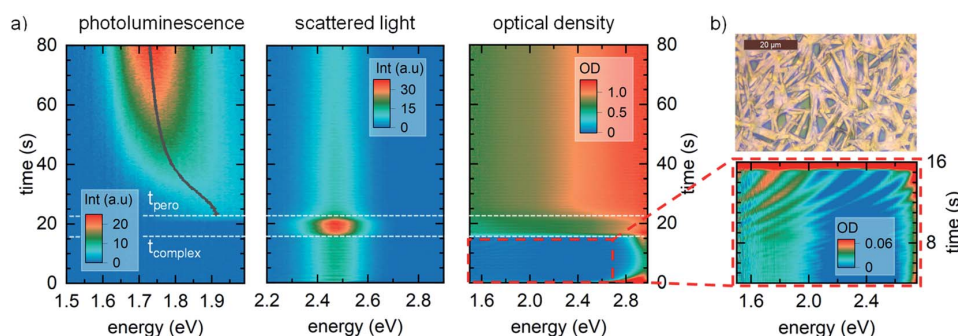 a)
photoluminescence
scattered light
optical density
b)
80
60
40
20
0
time (s)
Int (a.u)
20
10
0
t_pero
t_complex
1.5 1.6 1.7 1.8 1.9
energy (eV)
Int (a.u)
30
15
0
2.2 2.4 2.6 2.8
energy (eV)
OD
1.0
0.5
0
80
60
40
20
0
time (s)
1.6 2.0 2.4 2.8
energy (eV)
20 µm
16
8
time (s)
OD
0.06
0
1.6 2.0 2.4
energy (eV)